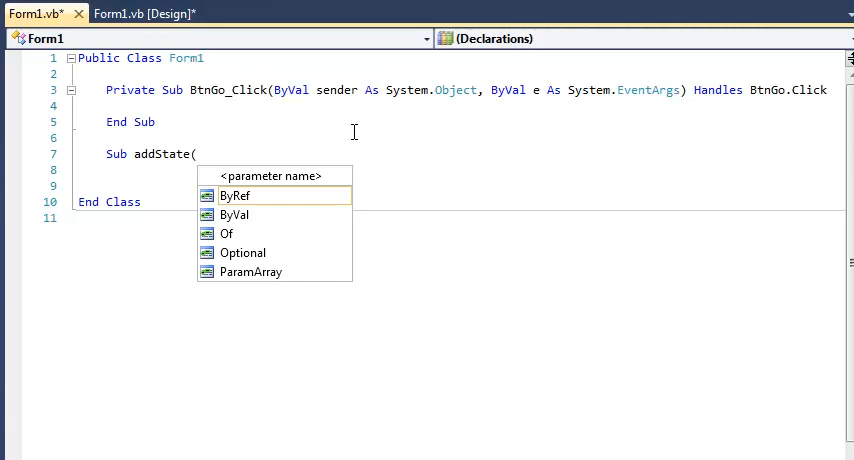 Form1.vb* Form1.vb [Design]*
Form1 (Declarations)
1 Public Class Form1
2
3 Private Sub BtnGo_Click(ByVal sender As System.Object, ByVal e As System.EventArgs) Handles BtnGo.Click
4
5 End Sub
6
7 Sub addState(
8 <parameter name>
9 ByRef
10 End Class
ByVal
11
Of
Optional
ParamArray